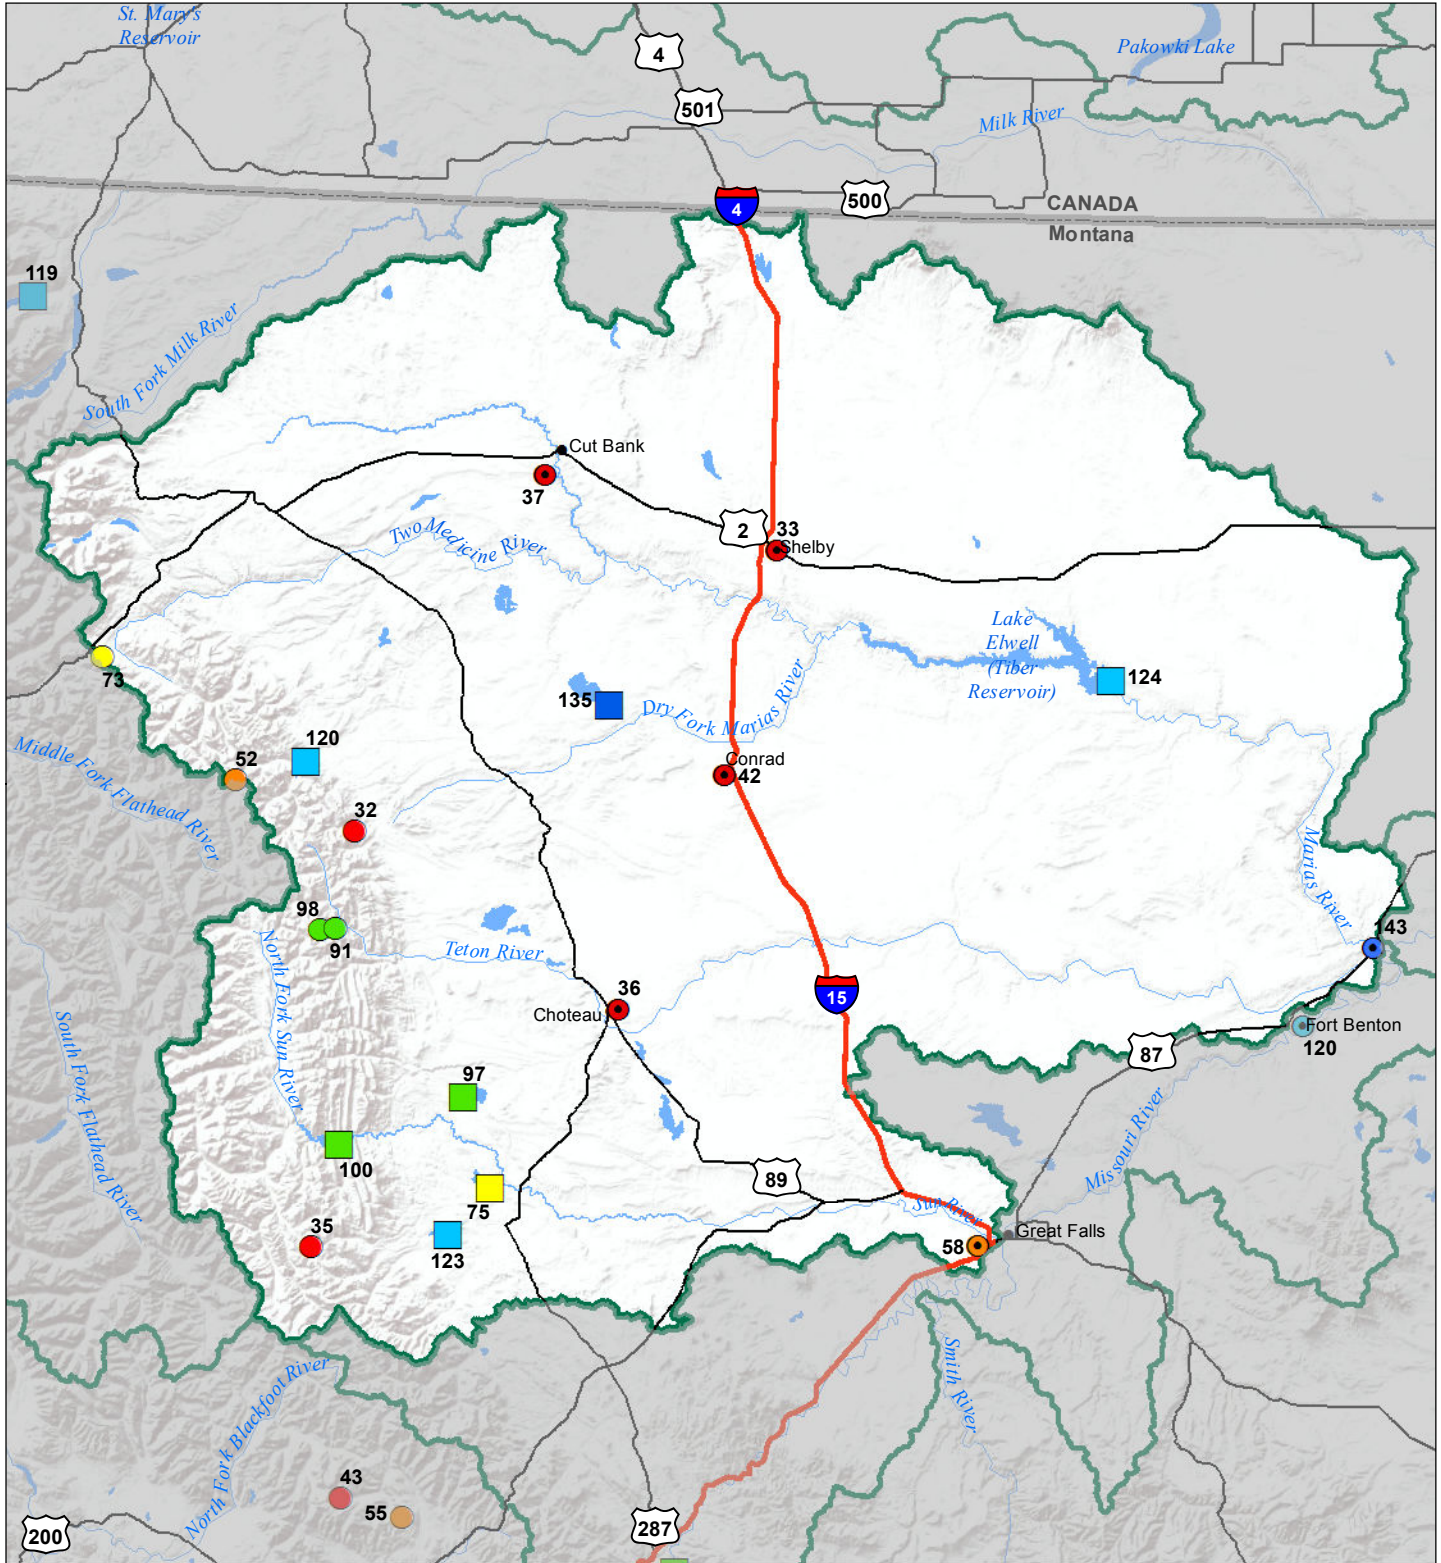 St. Mary's
Reservoir
4
Pakowki Lake
501
Milk River
4
500
CANADA
Montana
119
South Fork Milk River
Cut Bank
37
2
33
Shelby
Two Medicine River
Lake
Elwell
(Tiber
Reservoir)
124
73
135
Dry Fork Marias River
120
52
Middle Fork Flathead River
Conrad
42
32
Marias River
98
91
North Fork Sun River
Teton River
143
36
Choteau
15
Fort Benton
120
87
South Fork Flathead River
97
100
75
89
Missouri River
Sun River
35
123
58
Great Falls
Smith River
North Fork Blackfoot River
43
55
200
287